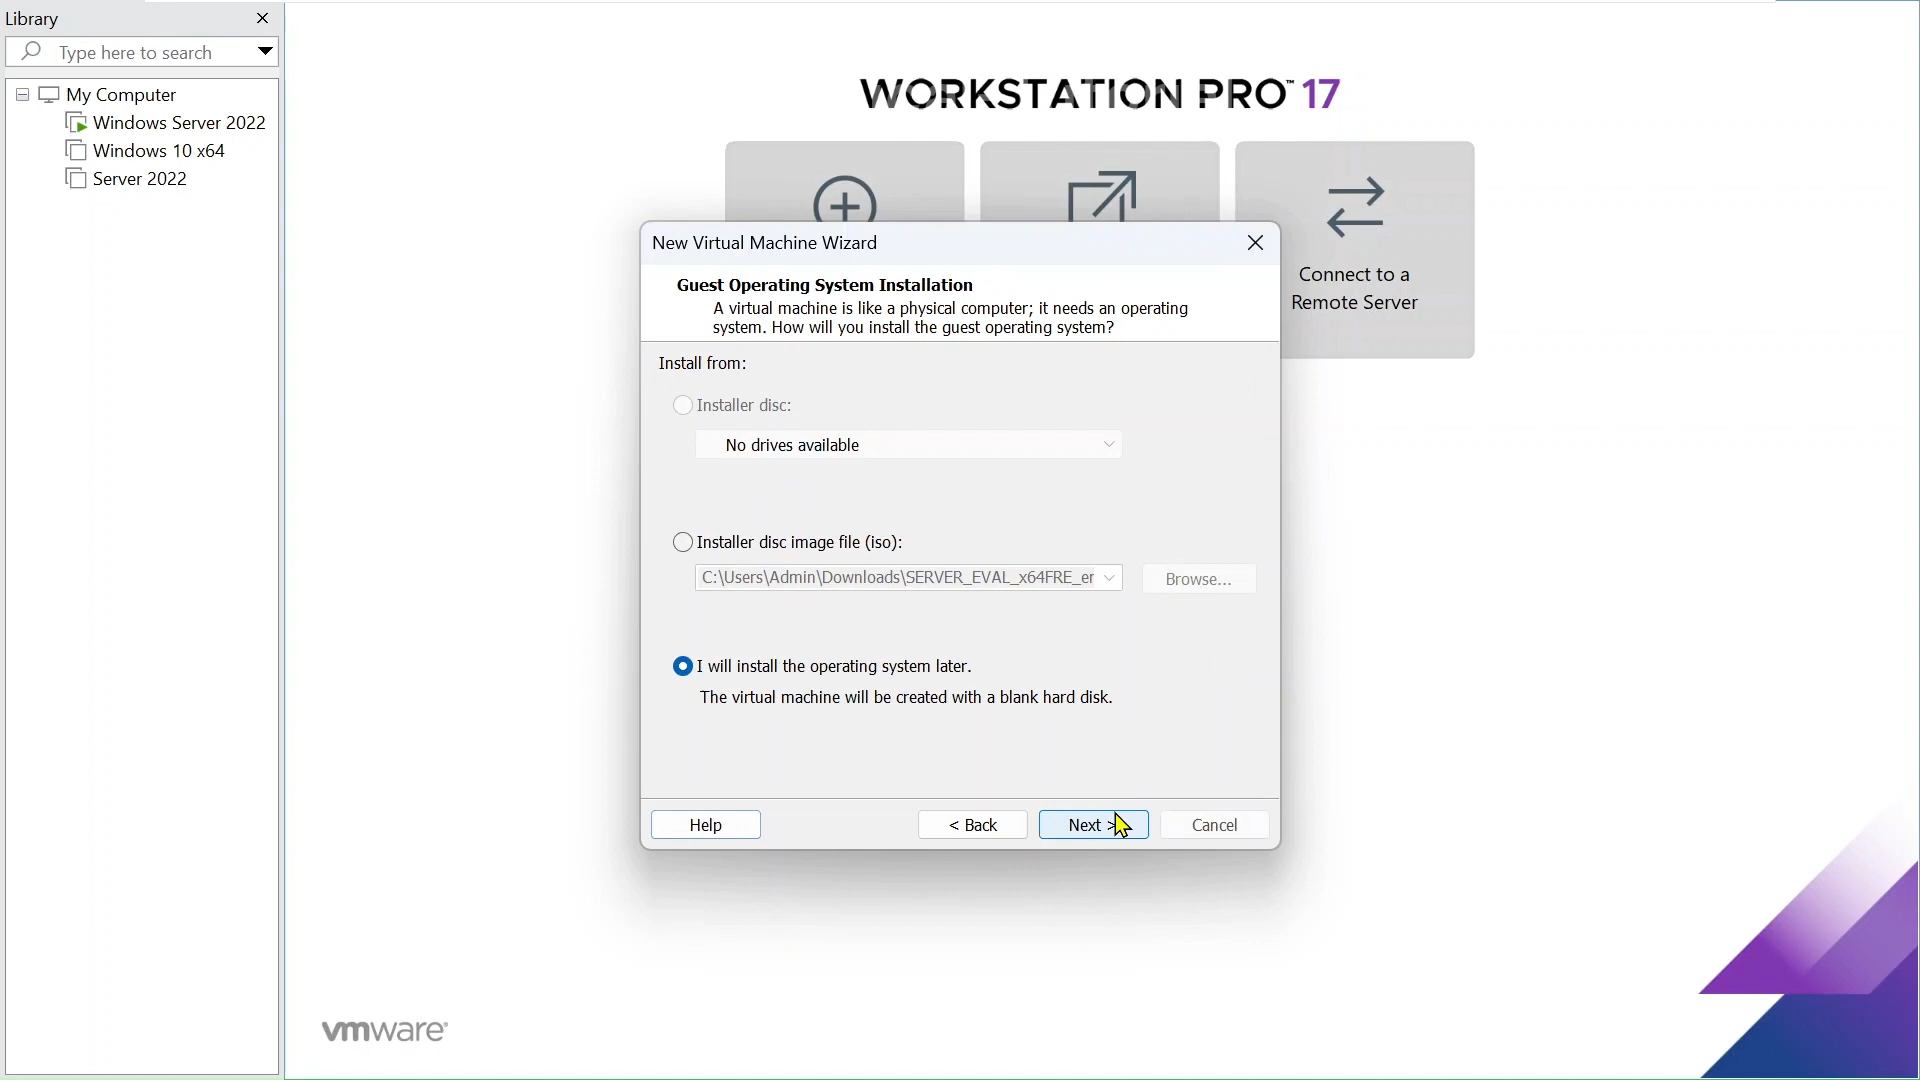 Library
Type here to search
My Computer
Windows Server 2022
Windows 10 x64
Server 2022
WORKSTATION PRO™ 17
Connect to a
Remote Server
New Virtual Machine Wizard
Guest Operating System Installation
A virtual machine is like a physical computer; it needs an operating
system. How will you install the guest operating system?
Install from:
Installer disc:
No drives available
Installer disc image file (iso):
C:\Users\Admin\Downloads\SERVER_EVAL_x64FRE_er
Browse...
I will install the operating system later.
The virtual machine will be created with a blank hard disk.
Help
< Back
Next >
Cancel
vmware®